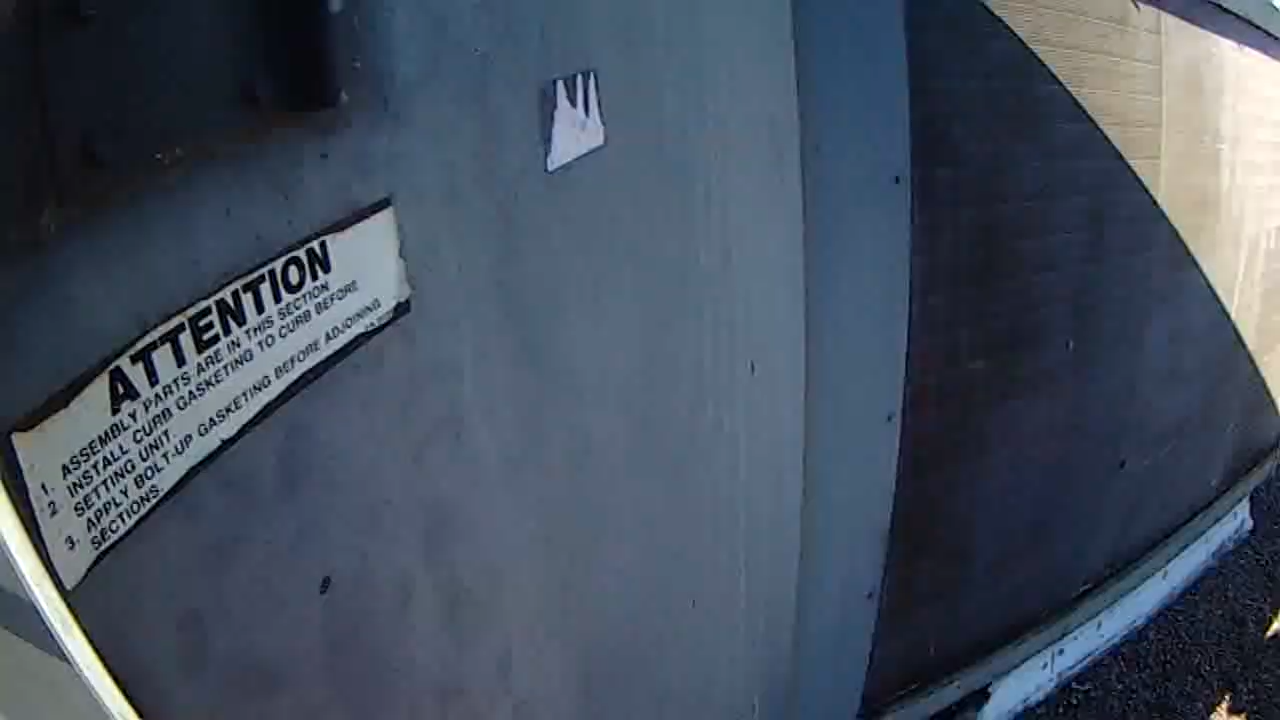 ATTENTION
1. ASSEMBLY PARTS ARE IN THIS SECTION
2. INSTALL CURB GASKETING TO CURB BEFORE
SETTING UNIT.
3. APPLY BOLT-UP GASKETING BEFORE ADJOINING
SECTIONS.